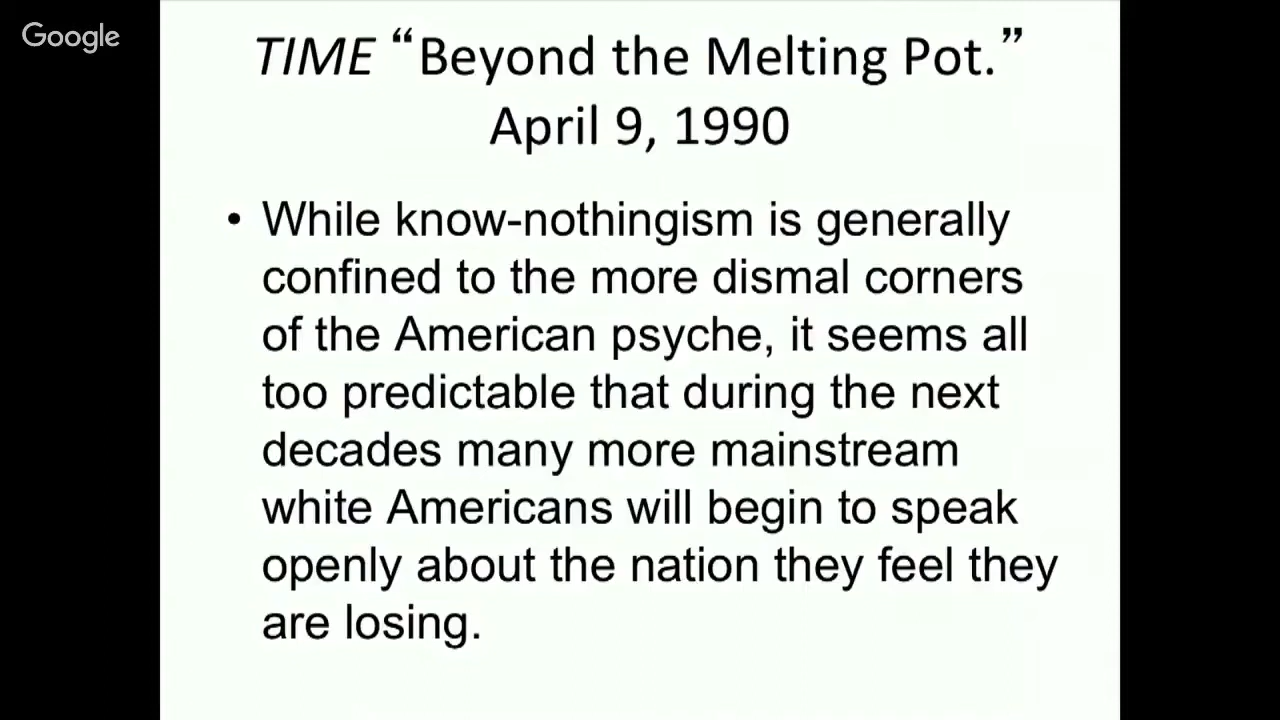 Google
TIME “Beyond the Melting Pot.”
April 9, 1990
• While know-nothingism is generally
confined to the more dismal corners
of the American psyche, it seems all
too predictable that during the next
decades many more mainstream
white Americans will begin to speak
openly about the nation they feel they
are losing.